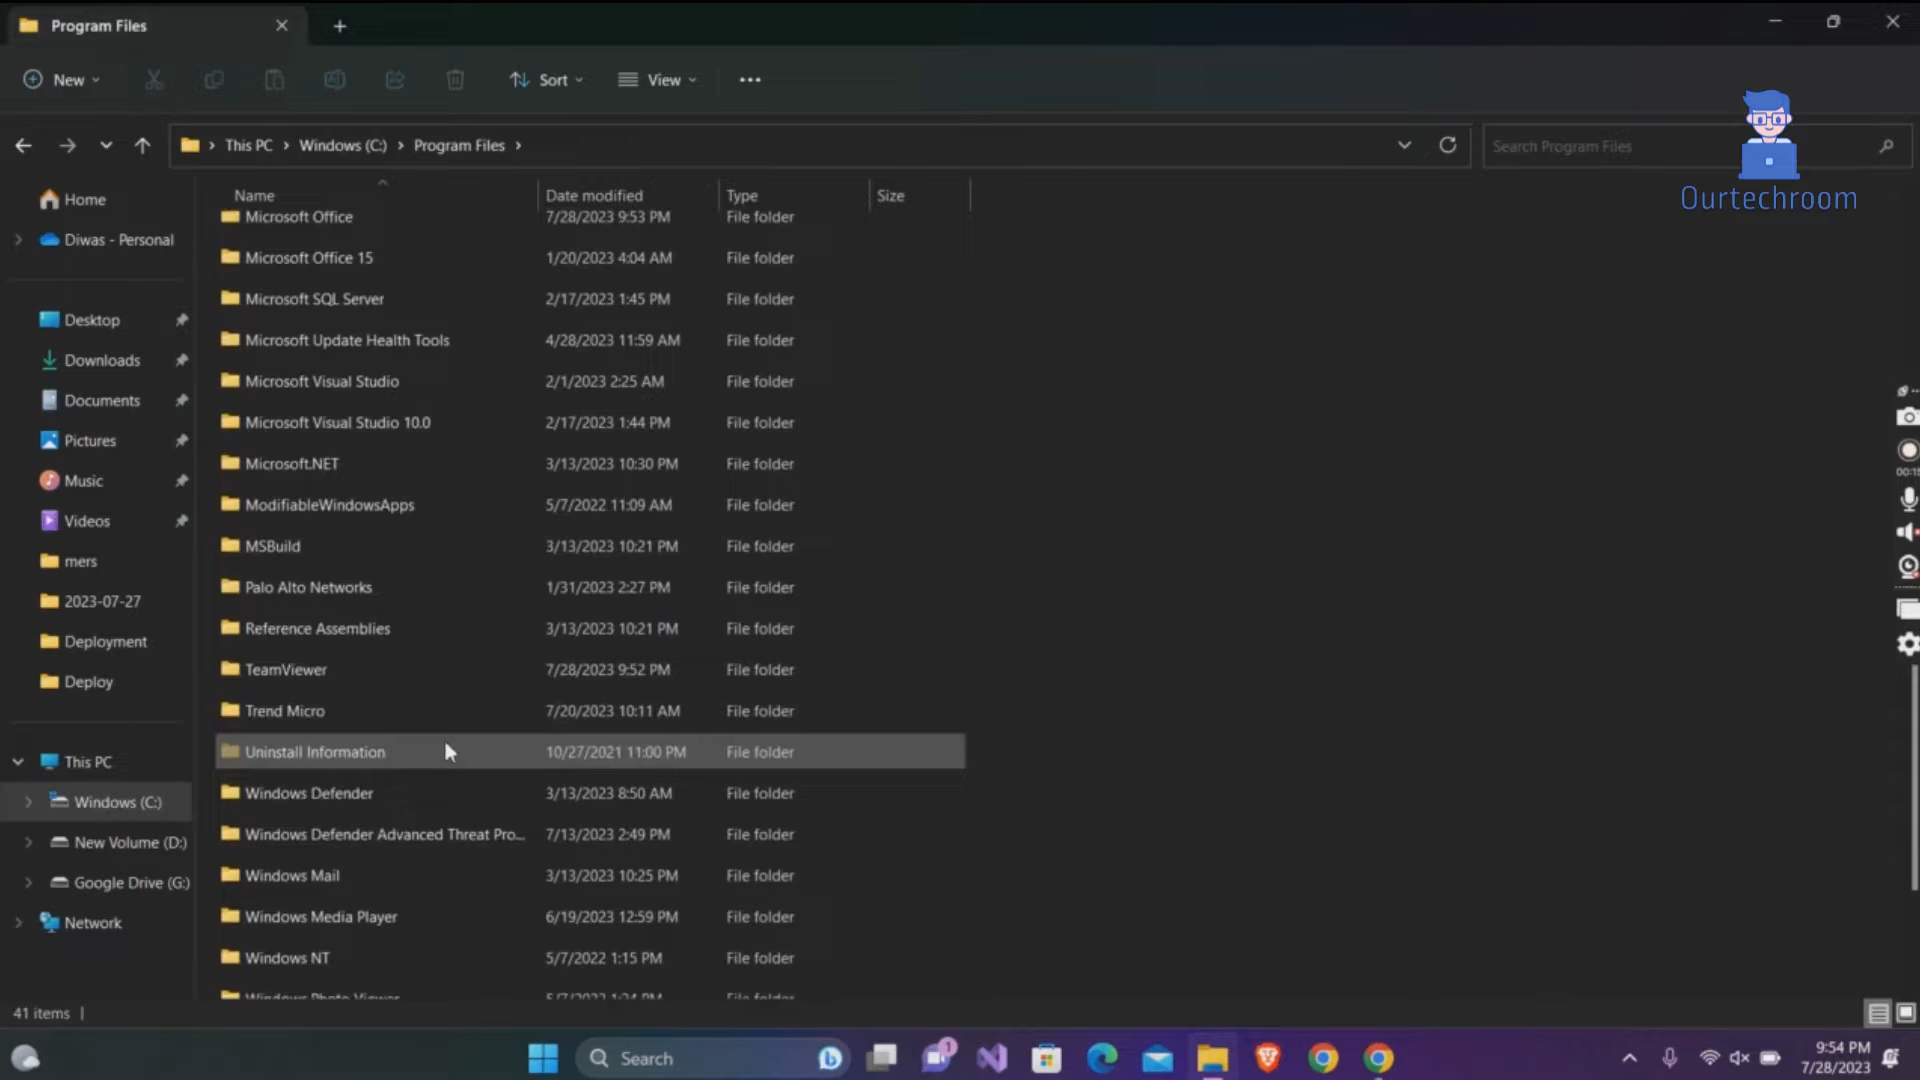 Program Files
New
Sort
View
This PC
Windows (C:)
Program Files
Search Program Files
Ourtechroom
Name
Date modified
Type
Size
Home
Diwas - Personal
Desktop
Downloads
Documents
Pictures
Music
Videos
mers
2023-07-27
Deployment
Deploy
This PC
Windows (C:)
New Volume (D:)
Google Drive (G:)
Network
Microsoft Office 7/28/2023 9:53 PM File folder
Microsoft Office 15 1/20/2023 4:04 AM File folder
Microsoft SQL Server 2/17/2023 1:45 PM File folder
Microsoft Update Health Tools 4/28/2023 11:59 AM File folder
Microsoft Visual Studio 2/1/2023 2:25 AM File folder
Microsoft Visual Studio 10.0 2/17/2023 1:44 PM File folder
Microsoft.NET 3/13/2023 10:30 PM File folder
ModifiableWindowsApps 5/7/2022 11:09 AM File folder
MSBuild 3/13/2023 10:21 PM File folder
Palo Alto Networks 1/31/2023 2:27 PM File folder
Reference Assemblies 3/13/2023 10:21 PM File folder
TeamViewer 7/28/2023 9:52 PM File folder
Trend Micro 7/20/2023 10:11 AM File folder
Uninstall Information 10/27/2021 11:00 PM File folder
Windows Defender 3/13/2023 8:50 AM File folder
Windows Defender Advanced Threat Pro... 7/13/2023 2:49 PM File folder
Windows Mail 3/13/2023 10:25 PM File folder
Windows Media Player 6/19/2023 12:59 PM File folder
Windows NT 5/7/2022 1:15 PM File folder
Windows Photo Viewer 5/7/2022 1:24 PM File folder
41 items
Search
1
9:54 PM
7/28/2023